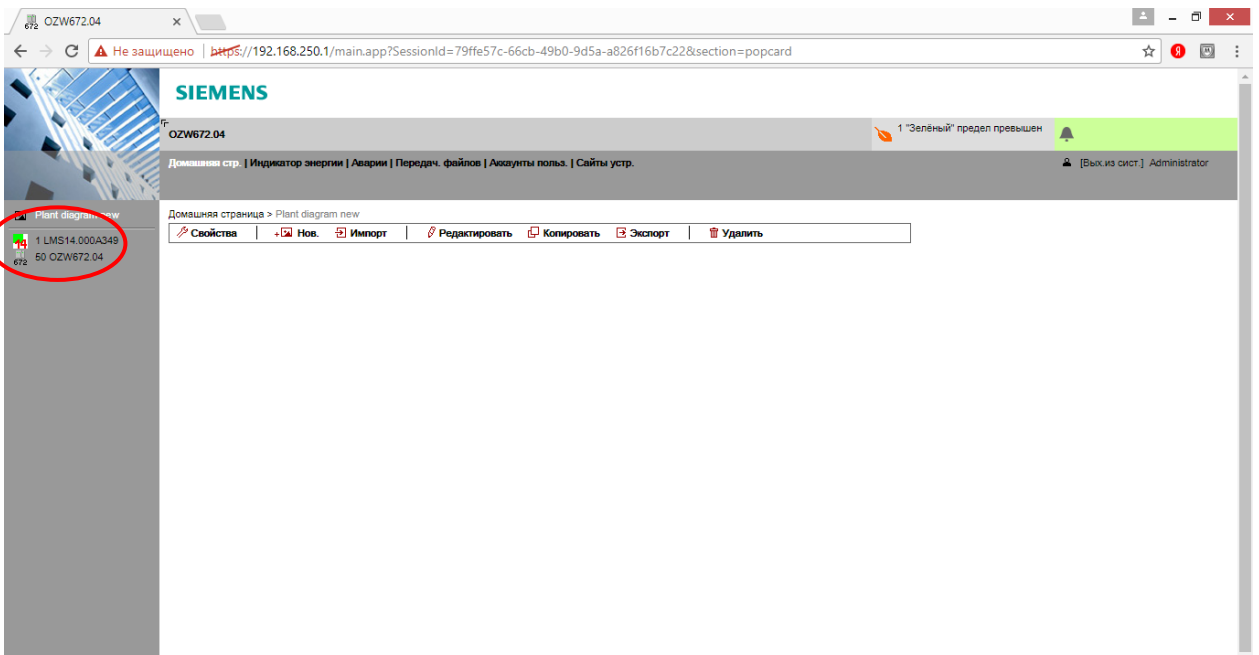 672 OZW672.04
Не защищено https://192.168.250.1/main.app?SessionId=79ffe57c-66cb-49b0-9d5a-a826f16b7c22&section=popcard
SIEMENS
OZW672.04
1 "Зелёный" предел превышен
Домашняя стр. | Индикатор энергии | Аварии | Передач. файлов | Аккаунты польз. | Сайты устр.
[Вых.из сист.] Administrator
Plant diagram new
Домашняя страница > Plant diagram new
Свойства | Нов. Импорт | Редактировать Копировать Экспорт | Удалить
14 1 LMS14.000A349
672 50 OZW672.04